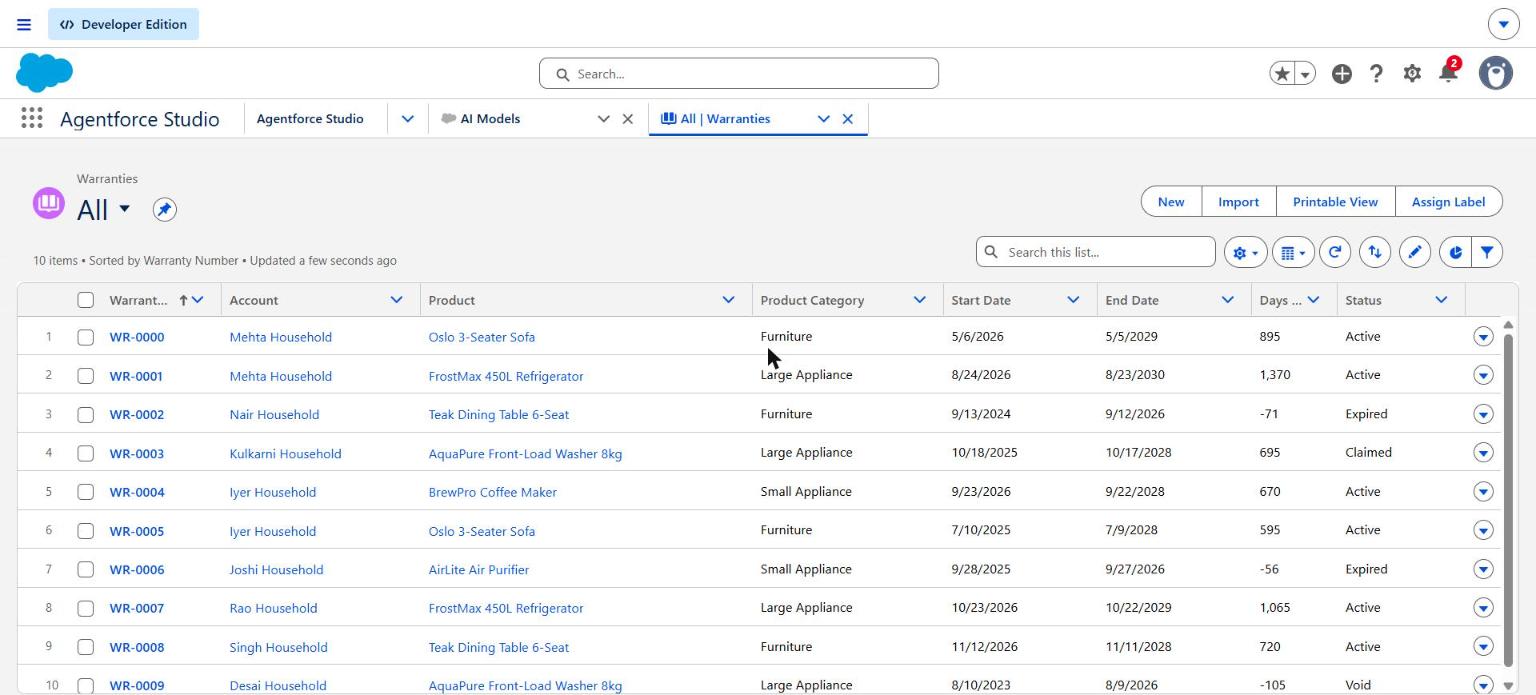 Developer Edition
Search...
2
Agentforce Studio
Agentforce Studio
AI Models
All | Warranties
Warranties
All
New
Import
Printable View
Assign Label
10 items • Sorted by Warranty Number • Updated a few seconds ago
Search this list...
Warrant... Account Product Product Category Start Date End Date Days ... Status
1 WR-0000 Mehta Household Oslo 3-Seater Sofa Furniture 5/6/2026 5/5/2029 895 Active
2 WR-0001 Mehta Household FrostMax 450L Refrigerator Large Appliance 8/24/2026 8/23/2030 1,370 Active
3 WR-0002 Nair Household Teak Dining Table 6-Seat Furniture 9/13/2024 9/12/2026 -71 Expired
4 WR-0003 Kulkarni Household AquaPure Front-Load Washer 8kg Large Appliance 10/18/2025 10/17/2028 695 Claimed
5 WR-0004 Iyer Household BrewPro Coffee Maker Small Appliance 9/23/2026 9/22/2028 670 Active
6 WR-0005 Iyer Household Oslo 3-Seater Sofa Furniture 7/10/2025 7/9/2028 595 Active
7 WR-0006 Joshi Household AirLite Air Purifier Small Appliance 9/28/2025 9/27/2026 -56 Expired
8 WR-0007 Rao Household FrostMax 450L Refrigerator Large Appliance 10/23/2026 10/22/2029 1,065 Active
9 WR-0008 Singh Household Teak Dining Table 6-Seat Furniture 11/12/2026 11/11/2028 720 Active
10 WR-0009 Desai Household AquaPure Front-Load Washer 8kg Large Appliance 8/10/2023 8/9/2026 -105 Void